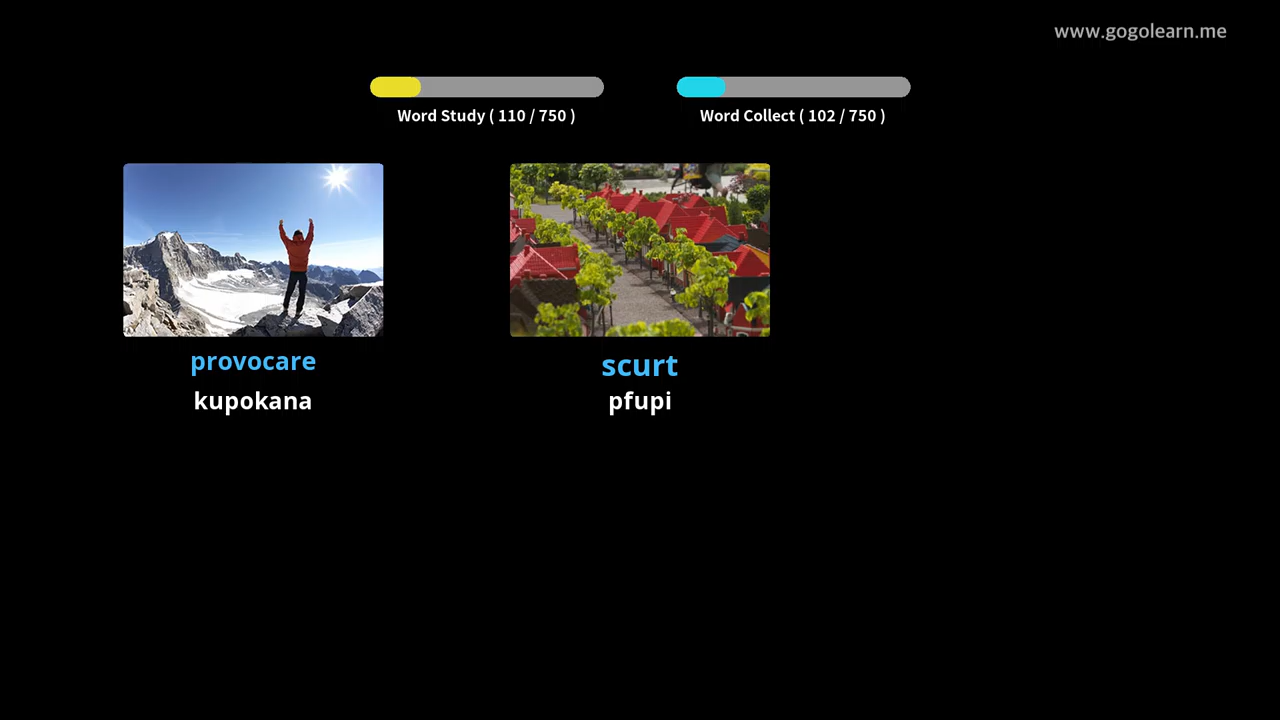 www.gogolearn.me
Word Study ( 110 / 750 )
Word Collect ( 102 / 750 )
provocare
kupokana
scurt
pfupi